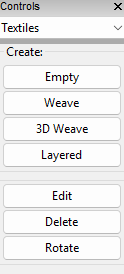 Controls
Textiles
Create:
Empty
Weave
3D Weave
Layered
Edit
Delete
Rotate